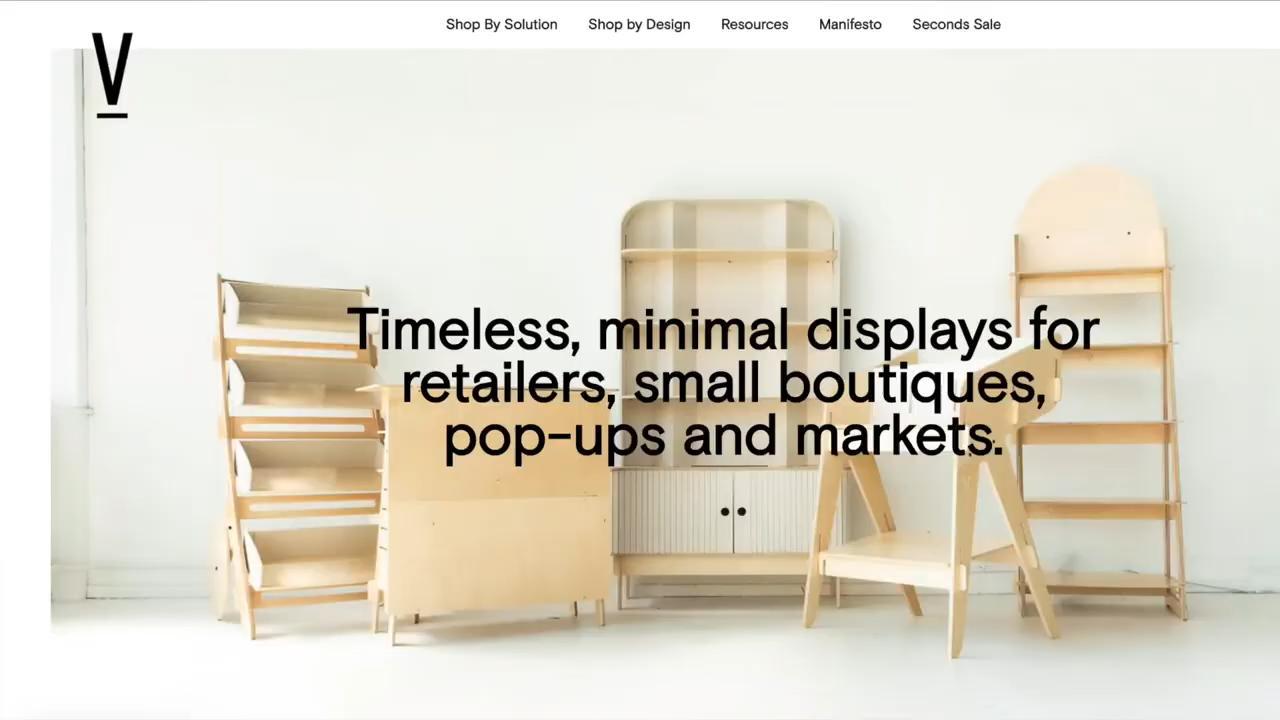 Shop By Solution Shop by Design Resources Manifesto Seconds Sale
V
Timeless, minimal displays for
retailers, small boutiques,
pop-ups and markets.